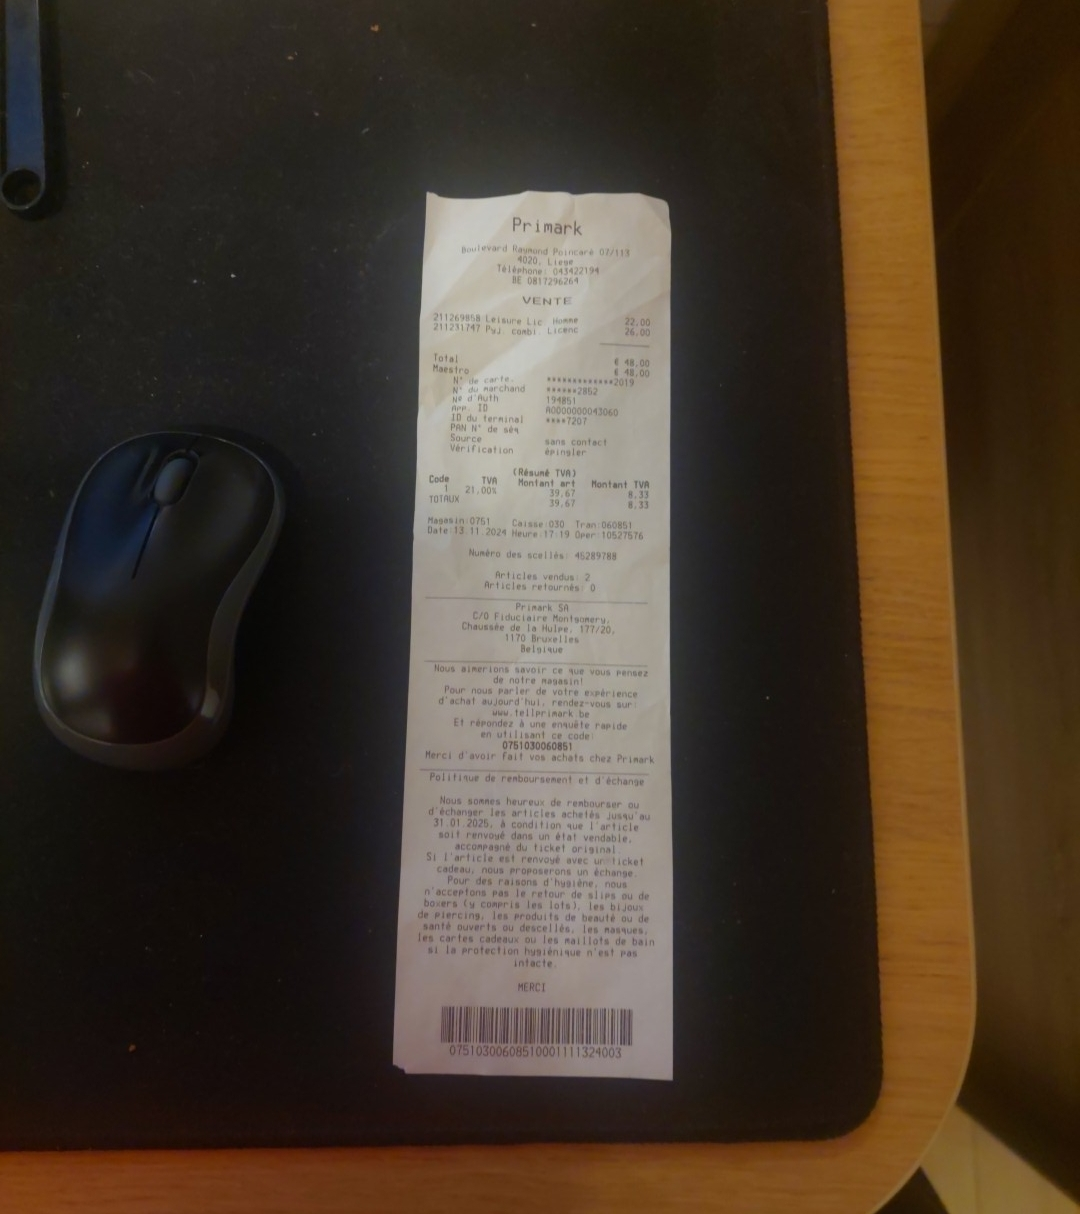 Primark
Boulevard Raymond Poincaré 07/113
4020, Liege
Téléphone: 043422194
BE 0817296264
VENTE
211269858 Leisure Lic. Homme 22,00
211231747 Pyj. combi. Licenc 26,00
Total € 48,00
Maestro € 48,00
N° de carte. *************2019
N° du marchand ******2852
N° d'Auth 194851
App. ID A0000000043060
ID du terminal ****7207
PAN N° de séq
Source sans contact
Vérification épingler
(Résumé TVA)
Code TVA Montant art Montant TVA
1 21,00% 39,67 8,33
TOTAUX 39,67 8,33
Magasin:0751 Caisse:030 Tran:060851
Date:13.11.2024 Heure:17:19 Oper:10527576
Numéro des scellés: 45289788
Articles vendus: 2
Articles retournés: 0
Primark SA
C/O Fiduciaire Montgomery,
Chaussée de la Hulpe, 177/20,
1170 Bruxelles
Belgique
Nous aimerions savoir ce que vous pensez
de notre magasin!
Pour nous parler de votre expérience
d'achat aujourd'hui, rendez-vous sur:
www.tellprimark.be
Et répondez à une enquête rapide
en utilisant ce code:
0751030060851
Merci d'avoir fait vos achats chez Primark
Politique de remboursement et d'échange
Nous sommes heureux de rembourser ou
d'échanger les articles achetés jusqu'au
31.01.2025, à condition que l'article
soit renvoyé dans un état vendable,
accompagné du ticket original.
Si l'article est renvoyé avec un ticket
cadeau, nous proposerons un échange.
Pour des raisons d'hygiène, nous
n'acceptons pas le retour de slips ou de
boxers (y compris les lots), les bijoux
de piercing, les produits de beauté ou de
santé ouverts ou descellés, les masques,
les cartes cadeaux ou les maillots de bain
si la protection hygiénique n'est pas
intacte.
MERCI
07510300608510001111324003